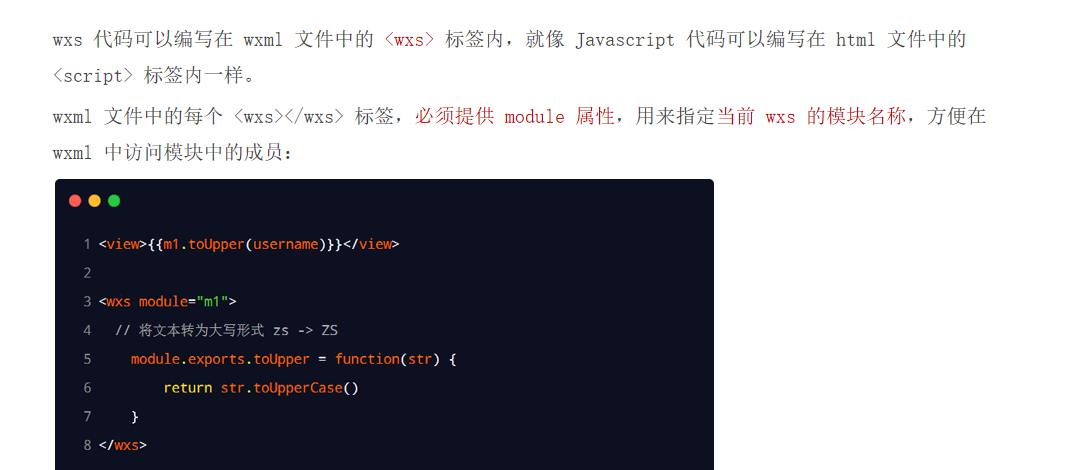 wxs 代码可以编写在 wxml 文件中的 <wxs> 标签内，就像 Javascript 代码可以编写在 html 文件中的
<script> 标签内一样。
wxml 文件中的每个 <wxs></wxs> 标签，必须提供 module 属性，用来指定当前 wxs 的模块名称，方便在
wxml 中访问模块中的成员：
1 <view>{{m1.toUpper(username)}}</view>
2
3 <wxs module="m1">
4   // 将文本转为大写形式 zs -> ZS
5     module.exports.toUpper = function(str) {
6         return str.toUpperCase()
7     }
8 </wxs>